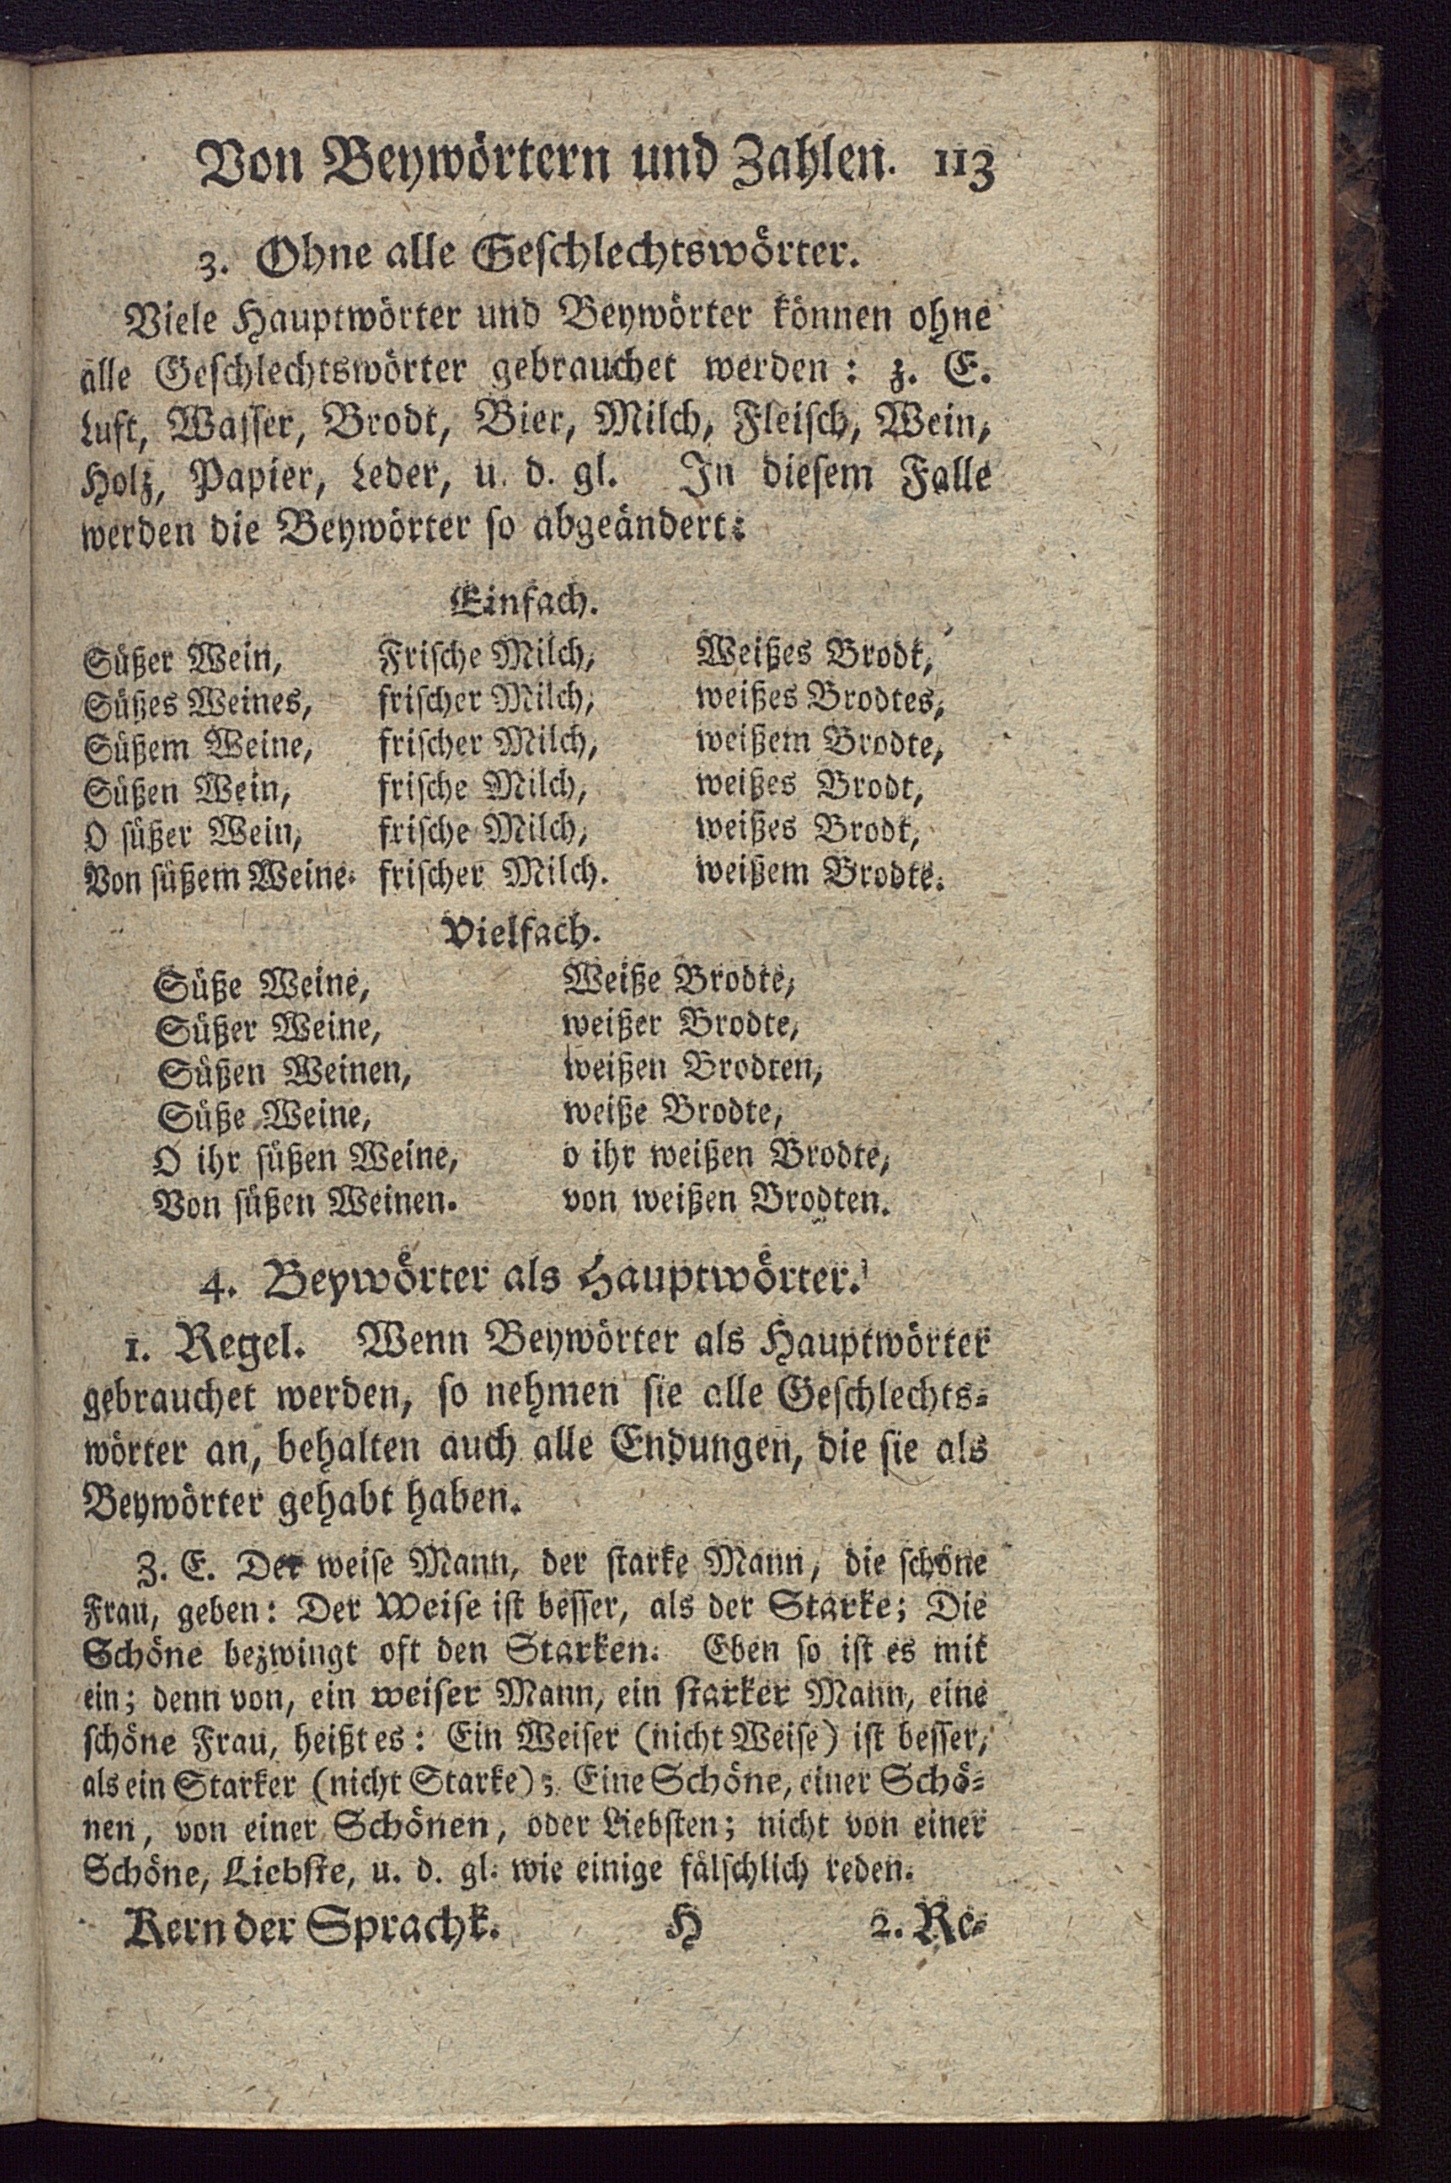 Von Beywörtern und Zahlen. 113
3. Ohne alle Geſchlechtswörter.
Viele Hauptwörter und Beywörter können ohne
alle Geſchlechtswörter gebrauchet werden: z. E.
Luft, Waſſer, Brodt, Bier, Milch, Fleiſch, Wein,
Holz, Papier, Leder, u. d. gl. In dieſem Falle
werden die Beywörter ſo abgeändert:
Einfach.
Süßer Wein, Friſche Milch, Weißes Brodt,
Süßes Weines, friſcher Milch, weißes Brodtes,
Süßem Weine, friſcher Milch, weißem Brodte,
Süßen Wein, friſche Milch, weißes Brodt,
O ſüßer Wein, friſche Milch, weißes Brodt,
Von ſüßem Weine. friſcher Milch. weißem Brodte.
Vielfach.
Süße Weine, Weiße Brodte,
Süßer Weine, weißer Brodte,
Süßen Weinen, weißen Brodten,
Süße Weine, weiße Brodte,
O ihr ſüßen Weine, o ihr weißen Brodte,
Von ſüßen Weinen. von weißen Brodten.
4. Beywörter als Hauptwörter.
1. Regel. Wenn Beywörter als Hauptwörter
gebrauchet werden, ſo nehmen ſie alle Geſchlechts-
wörter an, behalten auch alle Endungen, die ſie als
Beywörter gehabt haben.
Z. E. Der weiſe Mann, der ſtarke Mann, die ſchöne
Frau, geben: Der Weiſe iſt beſſer, als der Starke; Die
Schöne bezwingt oft den Starken. Eben ſo iſt es mit
ein; denn von, ein weiſer Mann, ein ſtarker Mann, eine
ſchöne Frau, heißt es: Ein Weiſer (nicht Weiſe) iſt beſſer,
als ein Starker (nicht Starke); Eine Schöne, einer Schö-
nen, von einer Schönen, oder Liebſten; nicht von einer
Schöne, Liebſte, u. d. gl. wie einige fälſchlich reden.
Kern der Sprachk. H 2. Re-